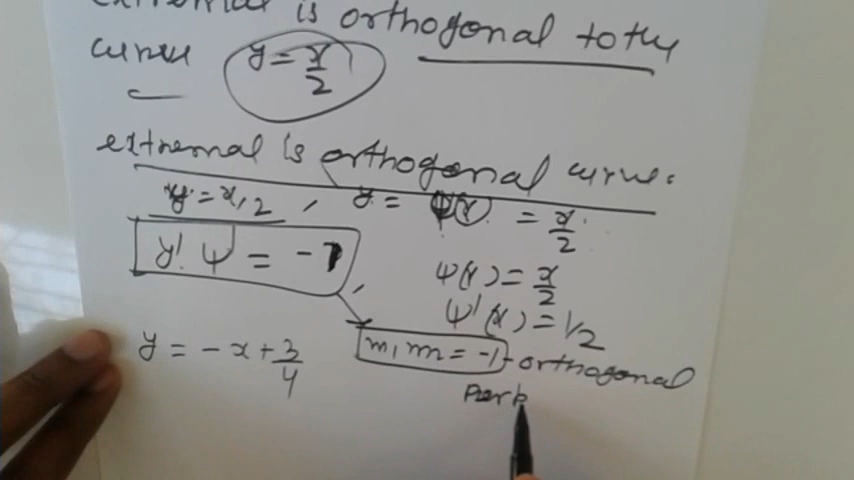 is orthogonal to the
curve y = x/2
extremal is orthogonal curve.
y = x/2 , y = ψ(x) = x/2
y' ψ' = -1 , ψ(x) = x/2
ψ'(x) = 1/2
y = -x + 3/4
m, m = -1 - orthogonal
Perp